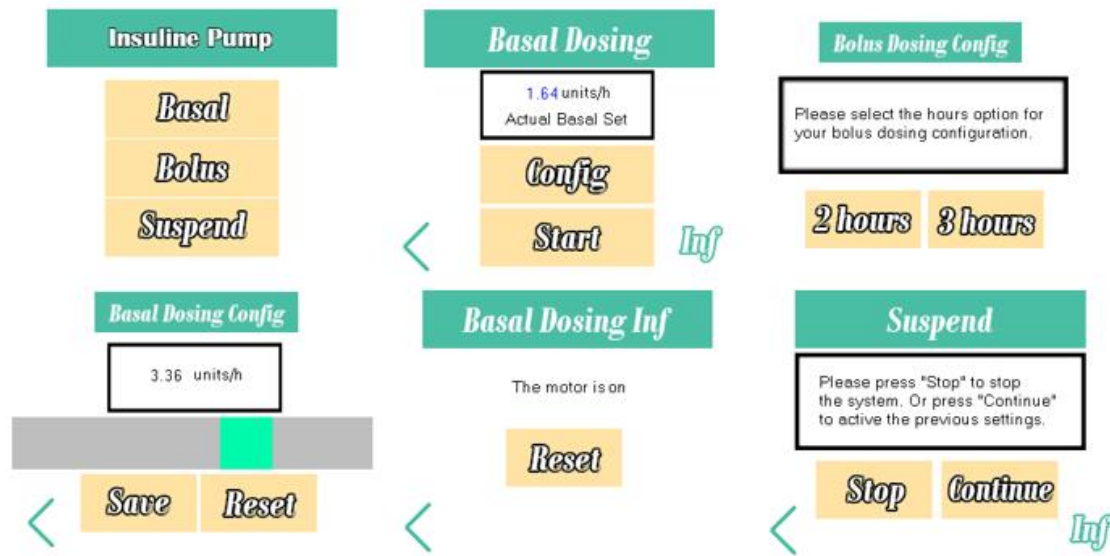 Insuline Pump
Basal
Bolus
Suspend
Basal Dosing
1.64 units/h
Actual Basal Set
Config
Start
Inf
Bolus Dosing Config
Please select the hours option for
your bolus dosing configuration.
2 hours
3 hours
Basal Dosing Config
3.36 units/h
Save
Reset
Basal Dosing Inf
The motor is on
Reset
Suspend
Please press "Stop" to stop
the system. Or press "Continue"
to active the previous settings.
Stop
Continue
Inf